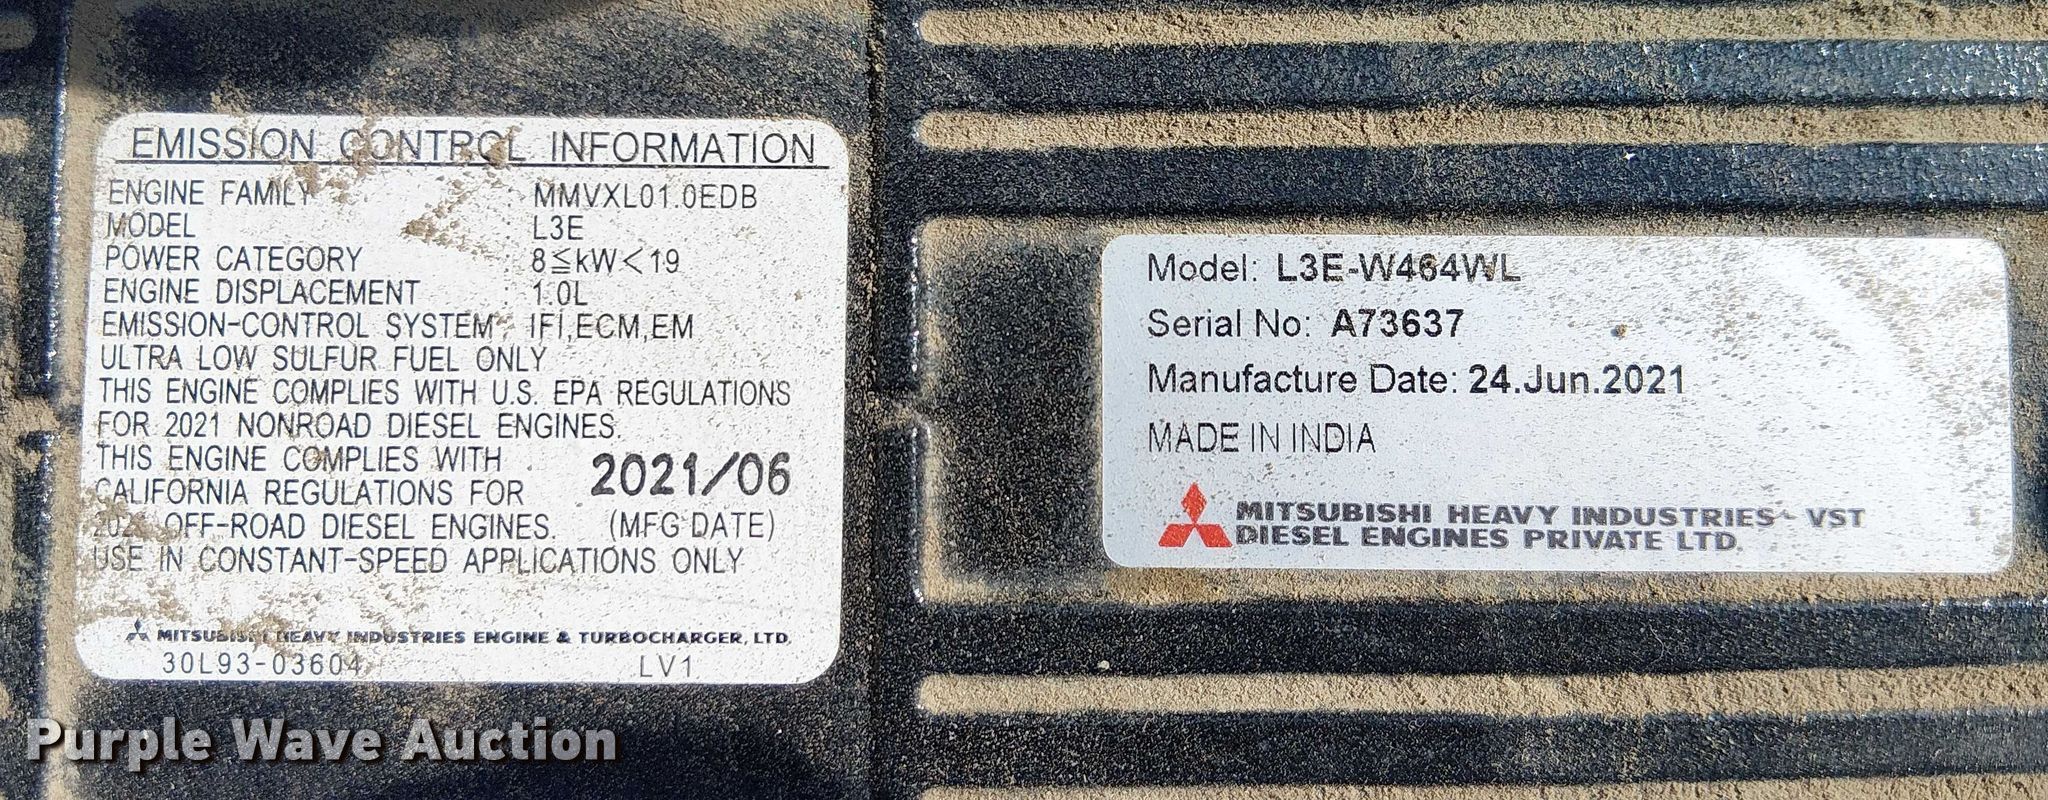 EMISSION CONTROL INFORMATION
ENGINE FAMILY : MMVXL01.0EDB
MODEL : L3E
POWER CATEGORY : 8≦kW<19
ENGINE DISPLACEMENT : 1.0L
EMISSION-CONTROL SYSTEM : IFI,ECM,EM
ULTRA LOW SULFUR FUEL ONLY
THIS ENGINE COMPLIES WITH U.S. EPA REGULATIONS
FOR 2021 NONROAD DIESEL ENGINES.
THIS ENGINE COMPLIES WITH
CALIFORNIA REGULATIONS FOR
2021 OFF-ROAD DIESEL ENGINES.
2021/06
(MFG DATE)
USE IN CONSTANT-SPEED APPLICATIONS ONLY
MITSUBISHI HEAVY INDUSTRIES ENGINE & TURBOCHARGER, LTD.
30L93-03604 LV1
Model: L3E-W464WL
Serial No: A73637
Manufacture Date: 24.Jun.2021
MADE IN INDIA
MITSUBISHI HEAVY INDUSTRIES - VST
DIESEL ENGINES PRIVATE LTD.
Purple Wave Auction